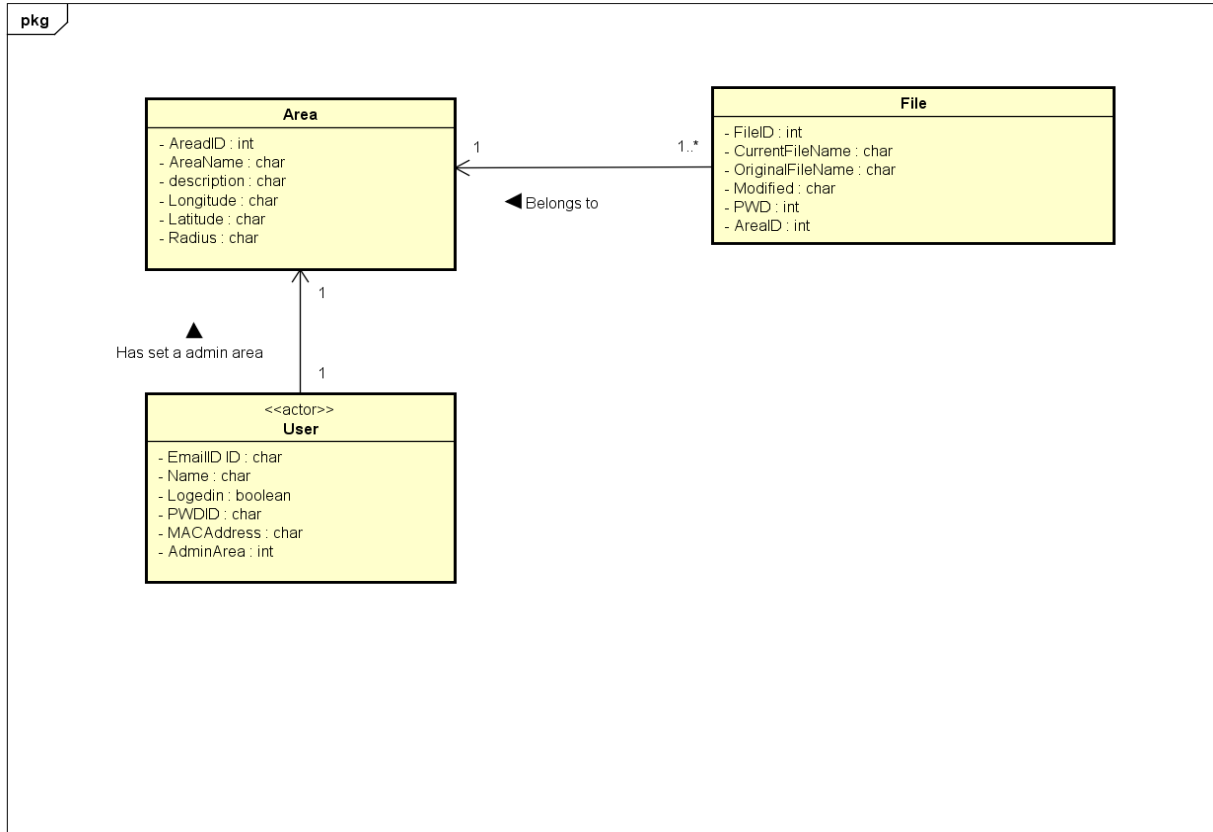 pkg
Area
- AreadID : int
- AreaName : char
- description : char
- Longitude : char
- Latitude : char
- Radius : char
File
- FileID : int
- CurrentFileName : char
- OriginalFileName : char
- Modified : char
- PWD : int
- AreaID : int
1
1..*
Belongs to
1
Has set a admin area
1
<<actor>>
User
- EmailID ID : char
- Name : char
- Logedin : boolean
- PWDID : char
- MACAddress : char
- AdminArea : int